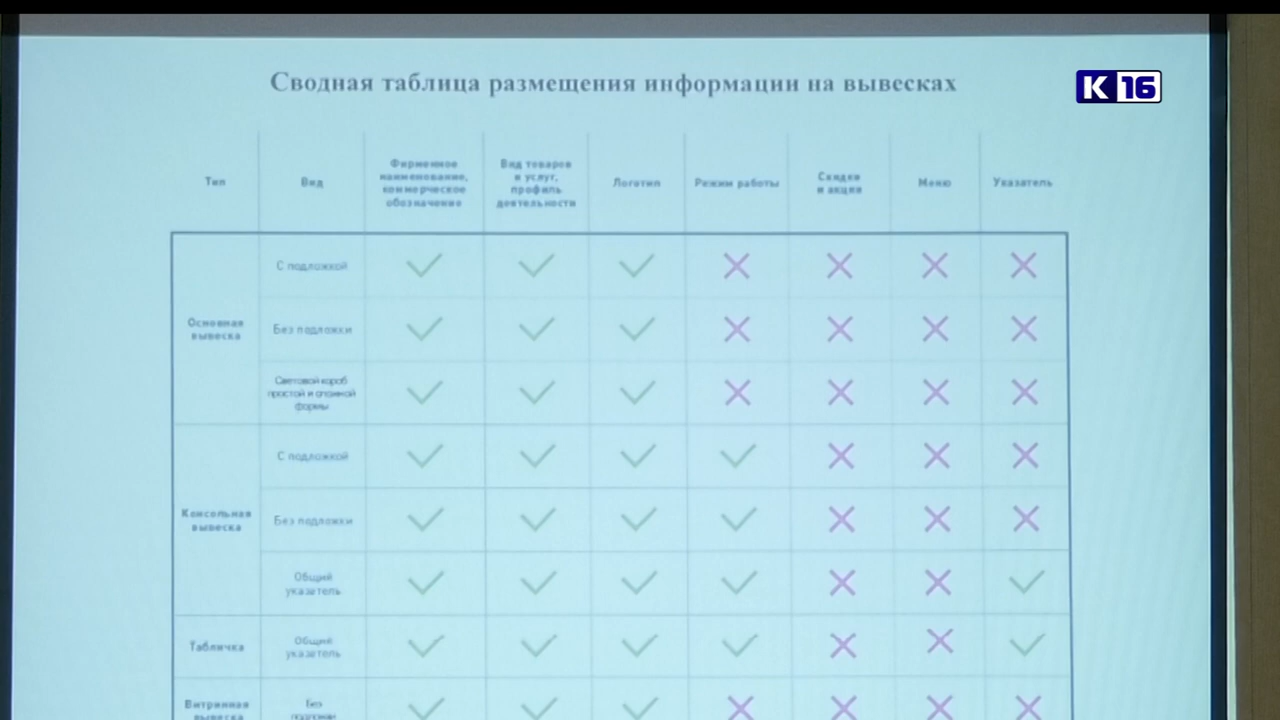 Сводная таблица размещения информации на вывесках
К 16
Тип
Вид
Фирменное
наименование,
коммерческое
обозначение
Вид товаров
и услуг,
профиль
деятельности
Логотип
Режим работы
Скидки
и акции
Меню
Указатель
Основная
вывеска
С подложкой
Без подложки
Световой короб
простой и сложной
формы
Консольная
вывеска
С подложкой
Без подложки
Общий
указатель
Табличка
Общий
указатель
Витринная
вывеска
Без
подложки